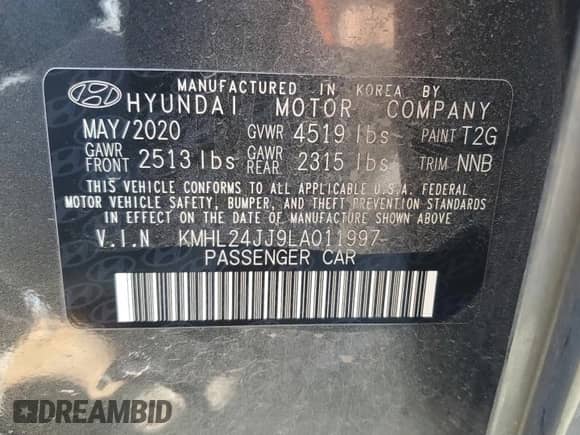 MANUFACTURED IN KOREA BY
HYUNDAI MOTOR COMPANY
MAY/2020 GVWR 4519 lbs PAINT T2G
GAWR FRONT 2513 lbs GAWR REAR 2315 lbs TRIM NNB
THIS VEHICLE CONFORMS TO ALL APPLICABLE U.S.A. FEDERAL
MOTOR VEHICLE SAFETY, BUMPER, AND THEFT PREVENTION STANDARDS
IN EFFECT ON THE DATE OF MANUFACTURE SHOWN ABOVE
V.I.N KMHL24JJ9LA011997
PASSENGER CAR
DREAMBID